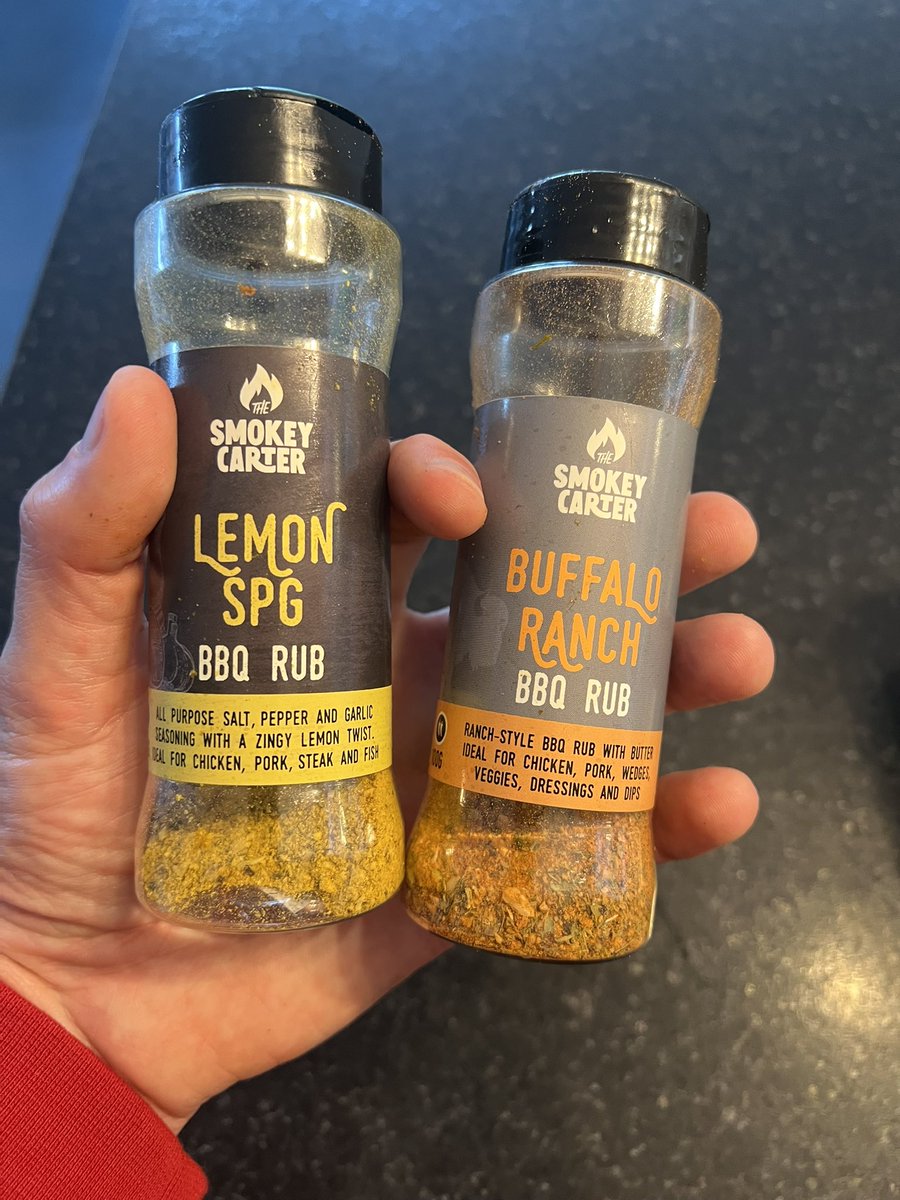 THE
SMOKEY
CARTER
LEMON
SPG
BBQ RUB
ALL PURPOSE SALT, PEPPER AND GARLIC
SEASONING WITH A ZINGY LEMON TWIST.
IDEAL FOR CHICKEN, PORK, STEAK AND FISH
THE
SMOKEY
CARTER
BUFFALO
RANCH
BBQ RUB
RANCH-STYLE BBQ RUB WITH BUTTER
IDEAL FOR CHICKEN, PORK, WEDGES,
VEGGIES, DRESSINGS AND DIPS